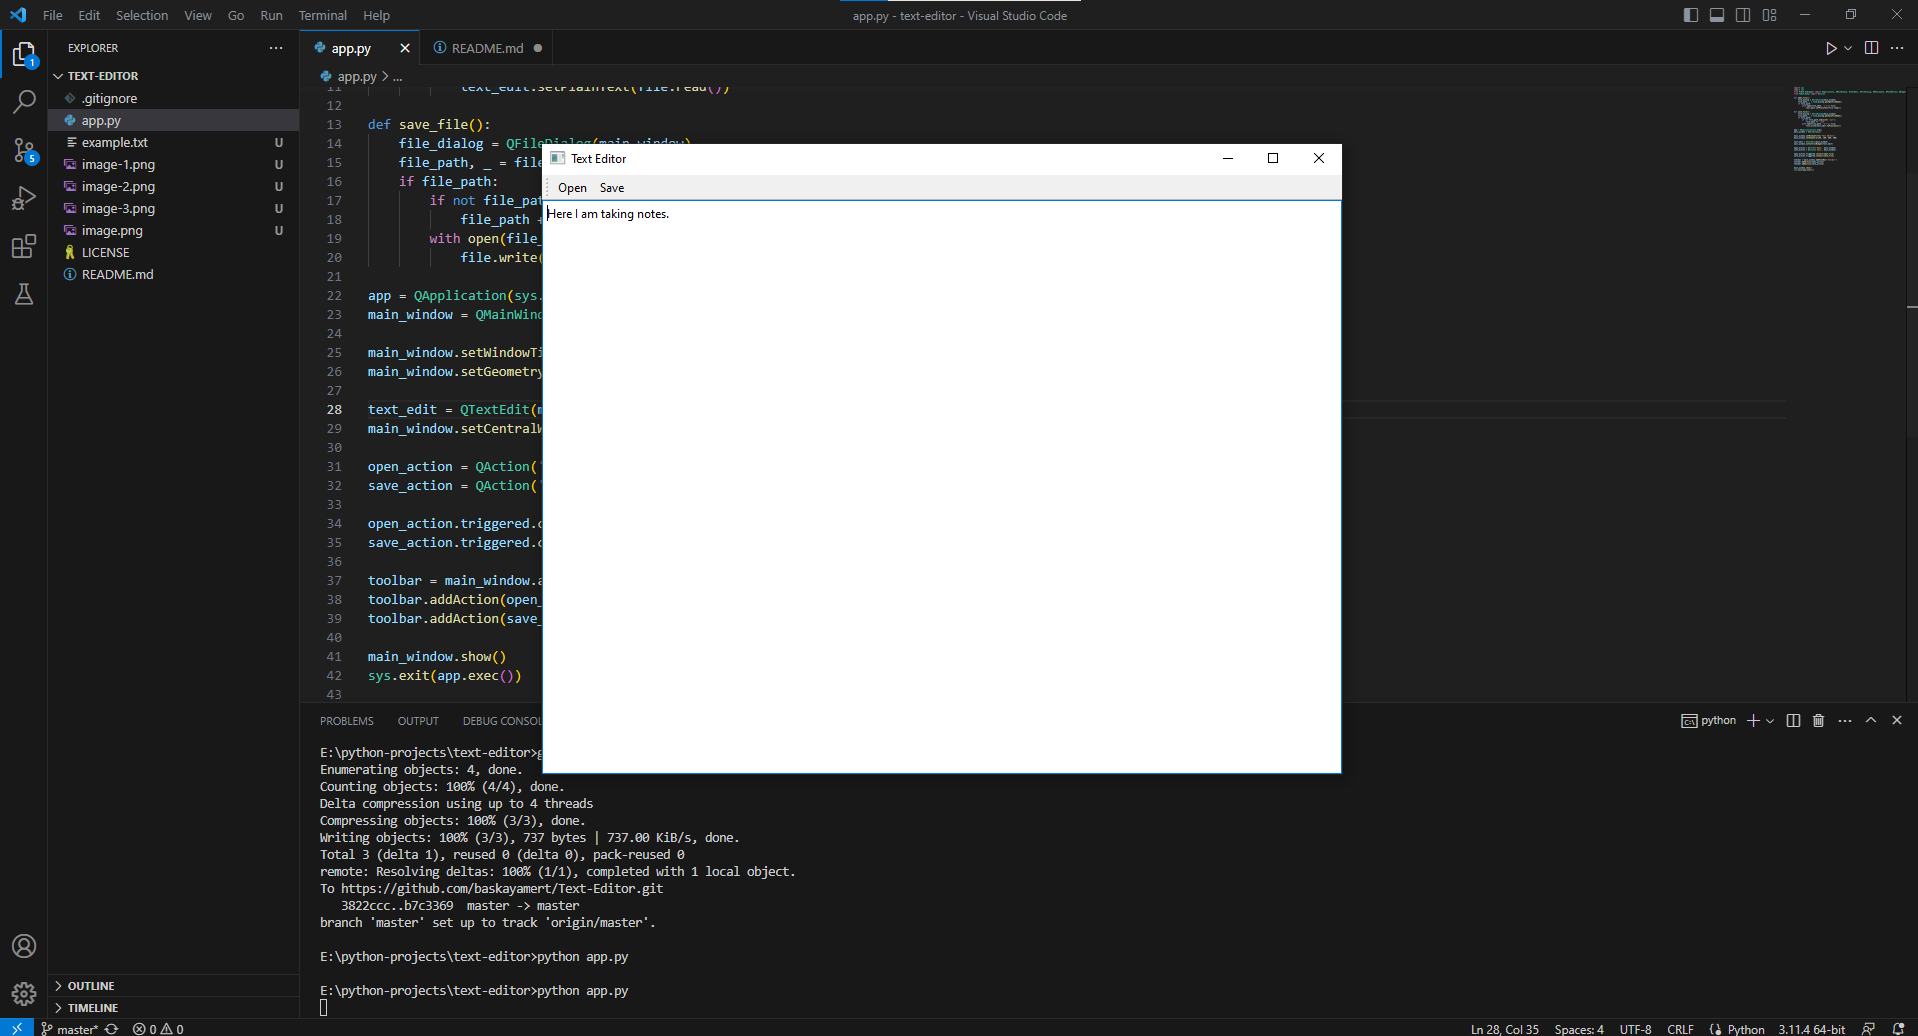 File Edit Selection View Go Run Terminal Help
app.py - text-editor - Visual Studio Code
EXPLORER
TEXT-EDITOR
.gitignore
app.py
example.txt U
image-1.png U
image-2.png U
image-3.png U
image.png U
LICENSE
README.md
OUTLINE
TIMELINE
1
5
app.py
README.md
app.py > ...
11 text_edit.setPlainText(file.read())
12
13 def save_file():
14 file_dialog = QFileDialog(main_window)
15 file_path, _ = file
16 if file_path:
17 if not file_pat
18 file_path +
19 with open(file_
20 file.write(
21
22 app = QApplication(sys.
23 main_window = QMainWind
24
25 main_window.setWindowTi
26 main_window.setGeometry
27
28 text_edit = QTextEdit(m
29 main_window.setCentralW
30
31 open_action = QAction('
32 save_action = QAction('
33
34 open_action.triggered.c
35 save_action.triggered.c
36
37 toolbar = main_window.a
38 toolbar.addAction(open_
39 toolbar.addAction(save_
40
41 main_window.show()
42 sys.exit(app.exec())
43
Text Editor
Open Save
Here I am taking notes.
PROBLEMS OUTPUT DEBUG CONSOL
python
E:\python-projects\text-editor>g
Enumerating objects: 4, done.
Counting objects: 100% (4/4), done.
Delta compression using up to 4 threads
Compressing objects: 100% (3/3), done.
Writing objects: 100% (3/3), 737 bytes | 737.00 KiB/s, done.
Total 3 (delta 1), reused 0 (delta 0), pack-reused 0
remote: Resolving deltas: 100% (1/1), completed with 1 local object.
To https://github.com/baskayamert/Text-Editor.git
3822ccc..b7c3369 master -> master
branch 'master' set up to track 'origin/master'.
E:\python-projects\text-editor>python app.py
E:\python-projects\text-editor>python app.py
master* 0 0
Ln 28, Col 35 Spaces: 4 UTF-8 CRLF Python 3.11.4 64-bit